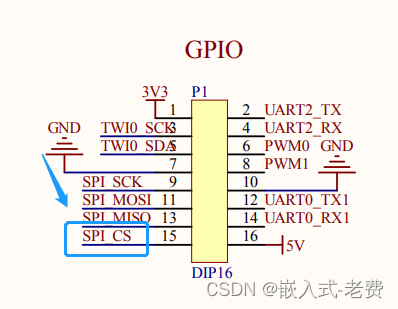 GPIO
3V3 P1
1 2 UART2_TX
GND TWI0_SCK 3 4 UART2_RX
TWI0_SDA 5 6 PWM0 GND
7 8 PWM1
SPI_SCK 9 10
SPI_MOSI 11 12 UART0_TX1
SPI_MISO 13 14 UART0_RX1
SPI_CS 15 16 5V
DIP16
CSDN @嵌入式-老费